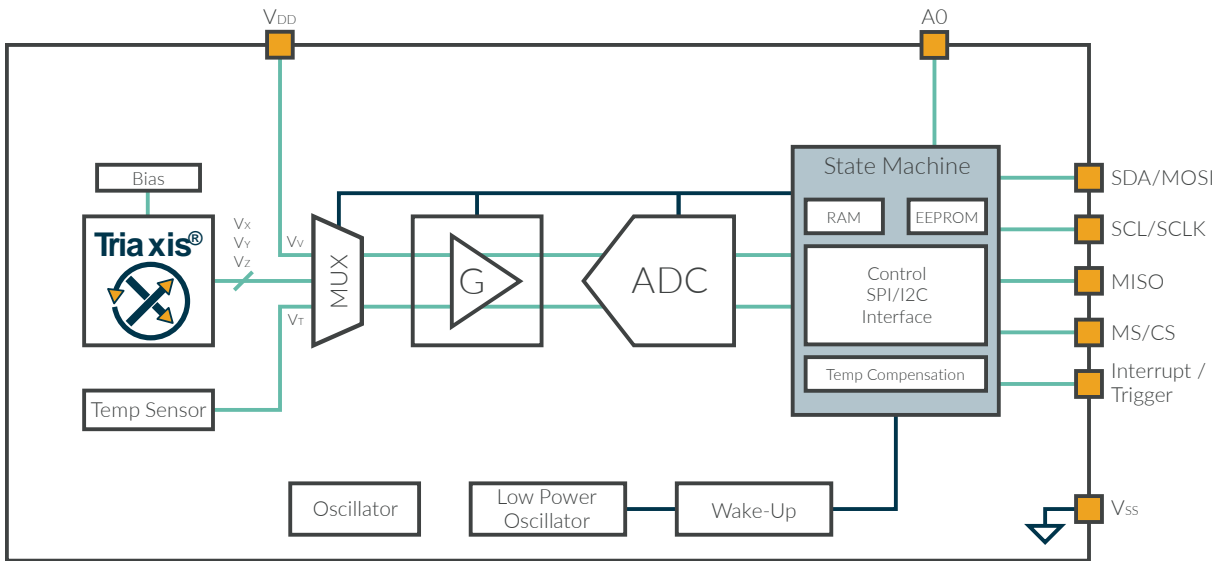 VDD
A0
State Machine
Bias
SDA/MOSI
RAM
EEPROM
VX
VY
VZ
Triaxis®
VV
SCL/SCLK
MUX
G
ADC
Control
SPI/I2C
Interface
MISO
VT
MS/CS
Temp Compensation
Interrupt /
Trigger
Temp Sensor
Oscillator
Low Power
Oscillator
Wake-Up
VSS